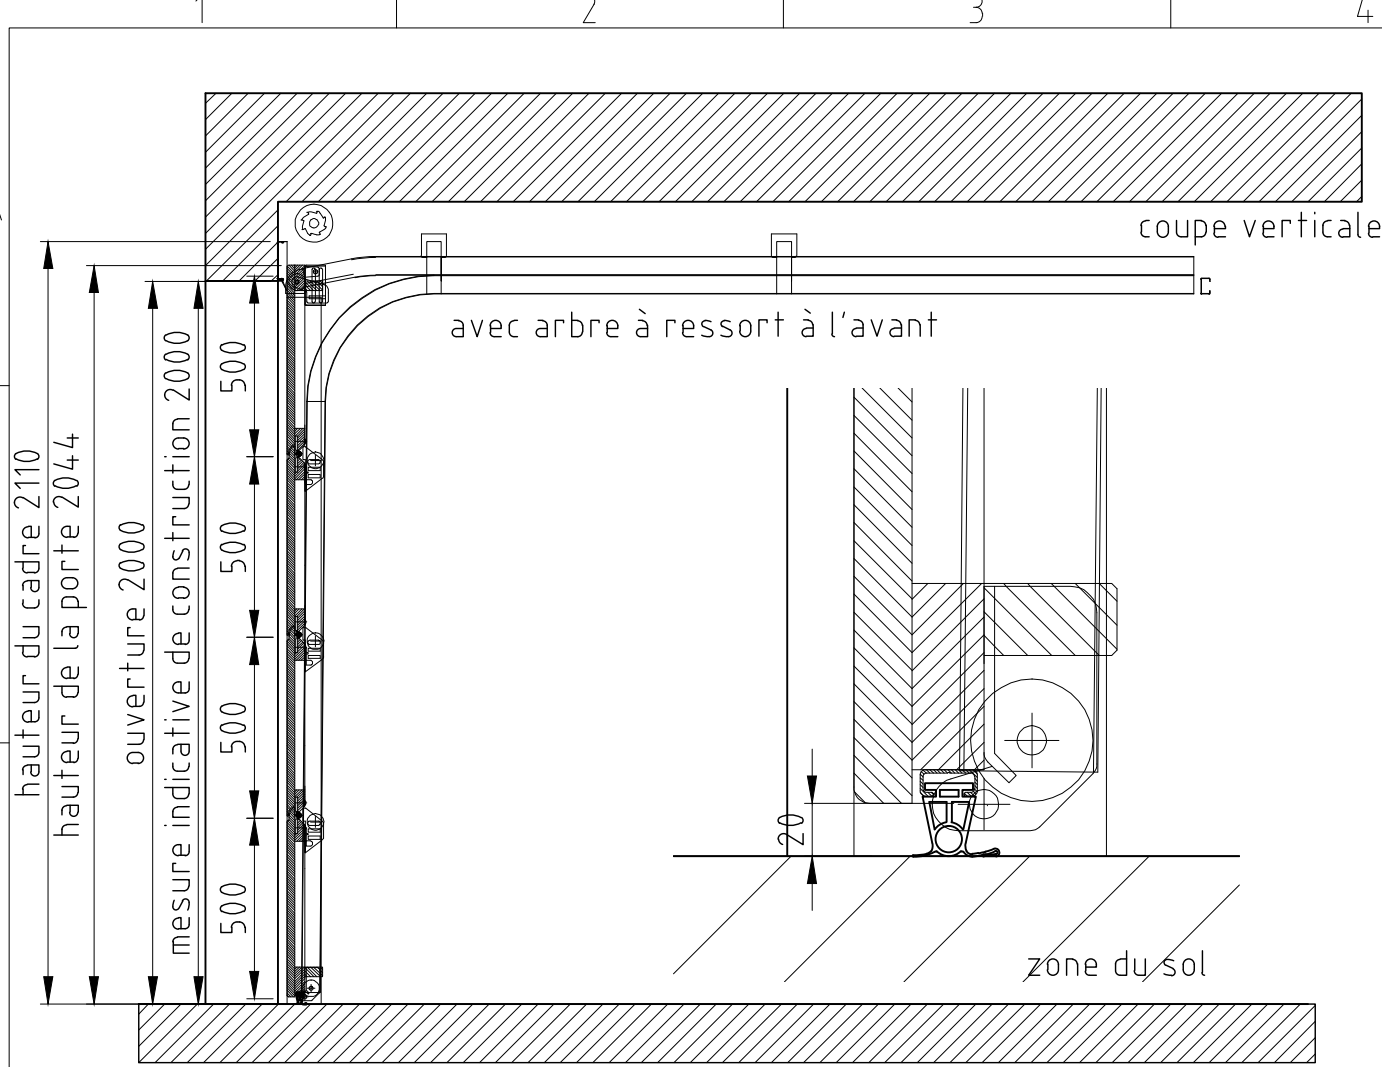 1
2
3
4
coupe verticale
avec arbre à ressort à l'avant
hauteur du cadre 2110
hauteur de la porte 2044
ouverture 2000
mesure indicative de construction 2000
500
500
500
500
20
zone du sol